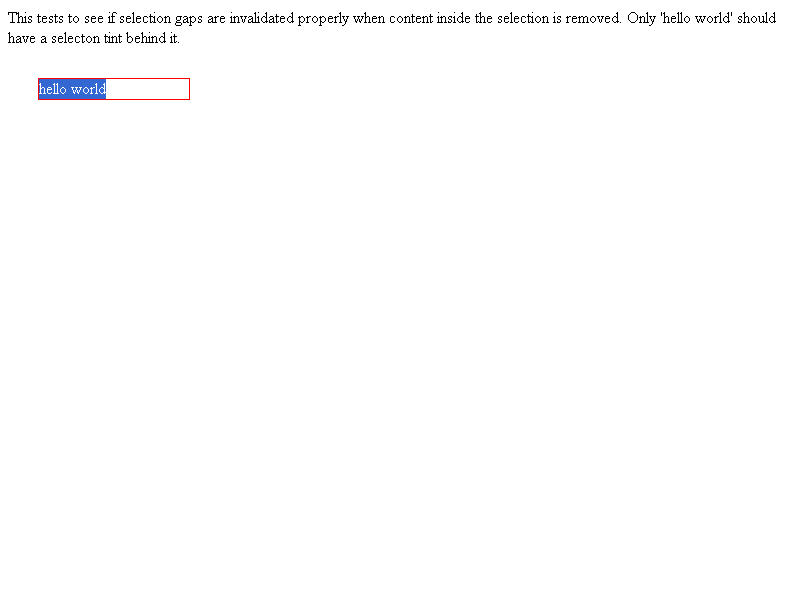 This tests to see if selection gaps are invalidated properly when content inside the selection is removed. Only 'hello world' should
have a selecton tint behind it.
hello world